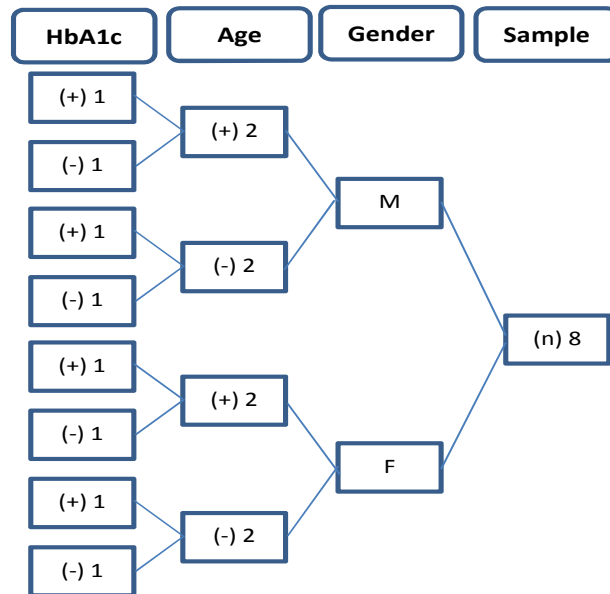 HbA1c
Age
Gender
Sample
(+) 1
(-) 1
(+) 1
(-) 1
(+) 1
(-) 1
(+) 1
(-) 1
(+) 2
(-) 2
(+) 2
(-) 2
M
F
(n) 8